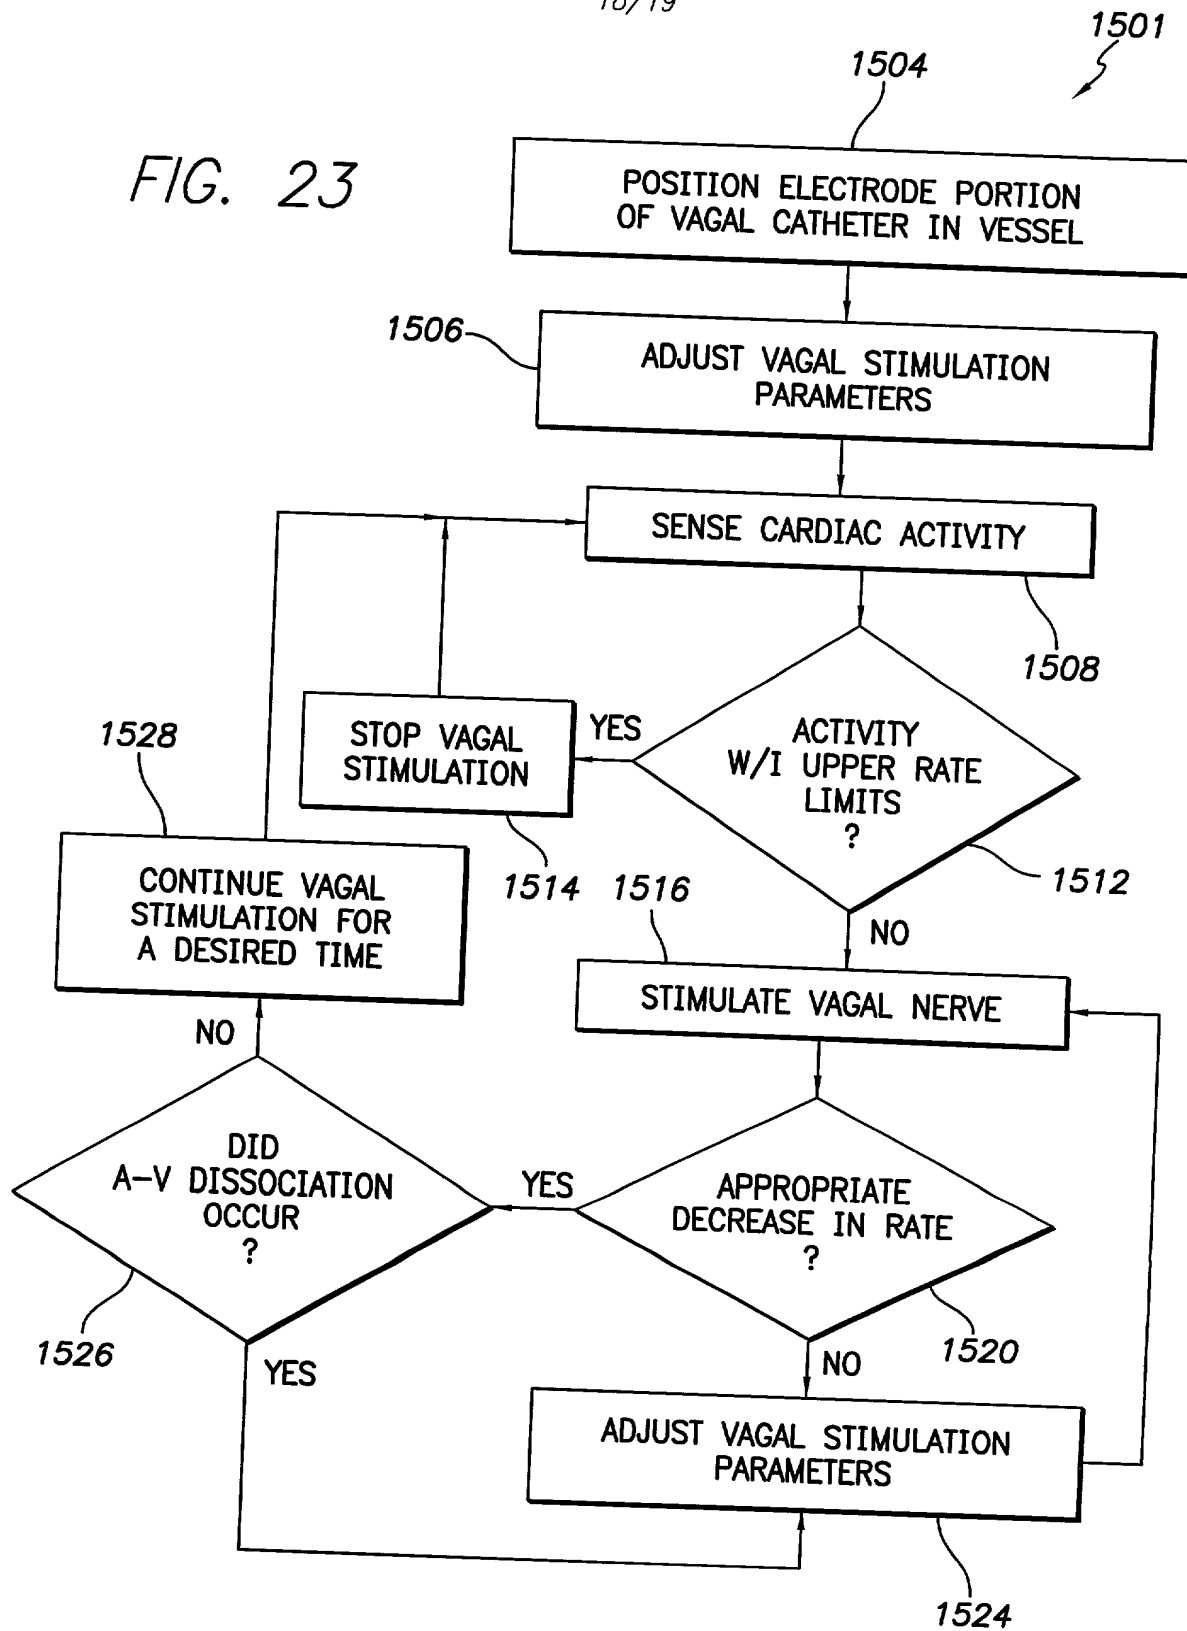 18/19
1501
1504
FIG. 23
POSITION ELECTRODE PORTION
OF VAGAL CATHETER IN VESSEL
1506
ADJUST VAGAL STIMULATION
PARAMETERS
SENSE CARDIAC ACTIVITY
1508
ACTIVITY
W/I UPPER RATE
LIMITS
?
YES
STOP VAGAL
STIMULATION
1528
1514
1516
1512
CONTINUE VAGAL
STIMULATION FOR
A DESIRED TIME
NO
STIMULATE VAGAL NERVE
NO
DID
A-V DISSOCIATION
OCCUR
?
YES
APPROPRIATE
DECREASE IN RATE
?
1526
YES
1520
NO
ADJUST VAGAL STIMULATION
PARAMETERS
1524